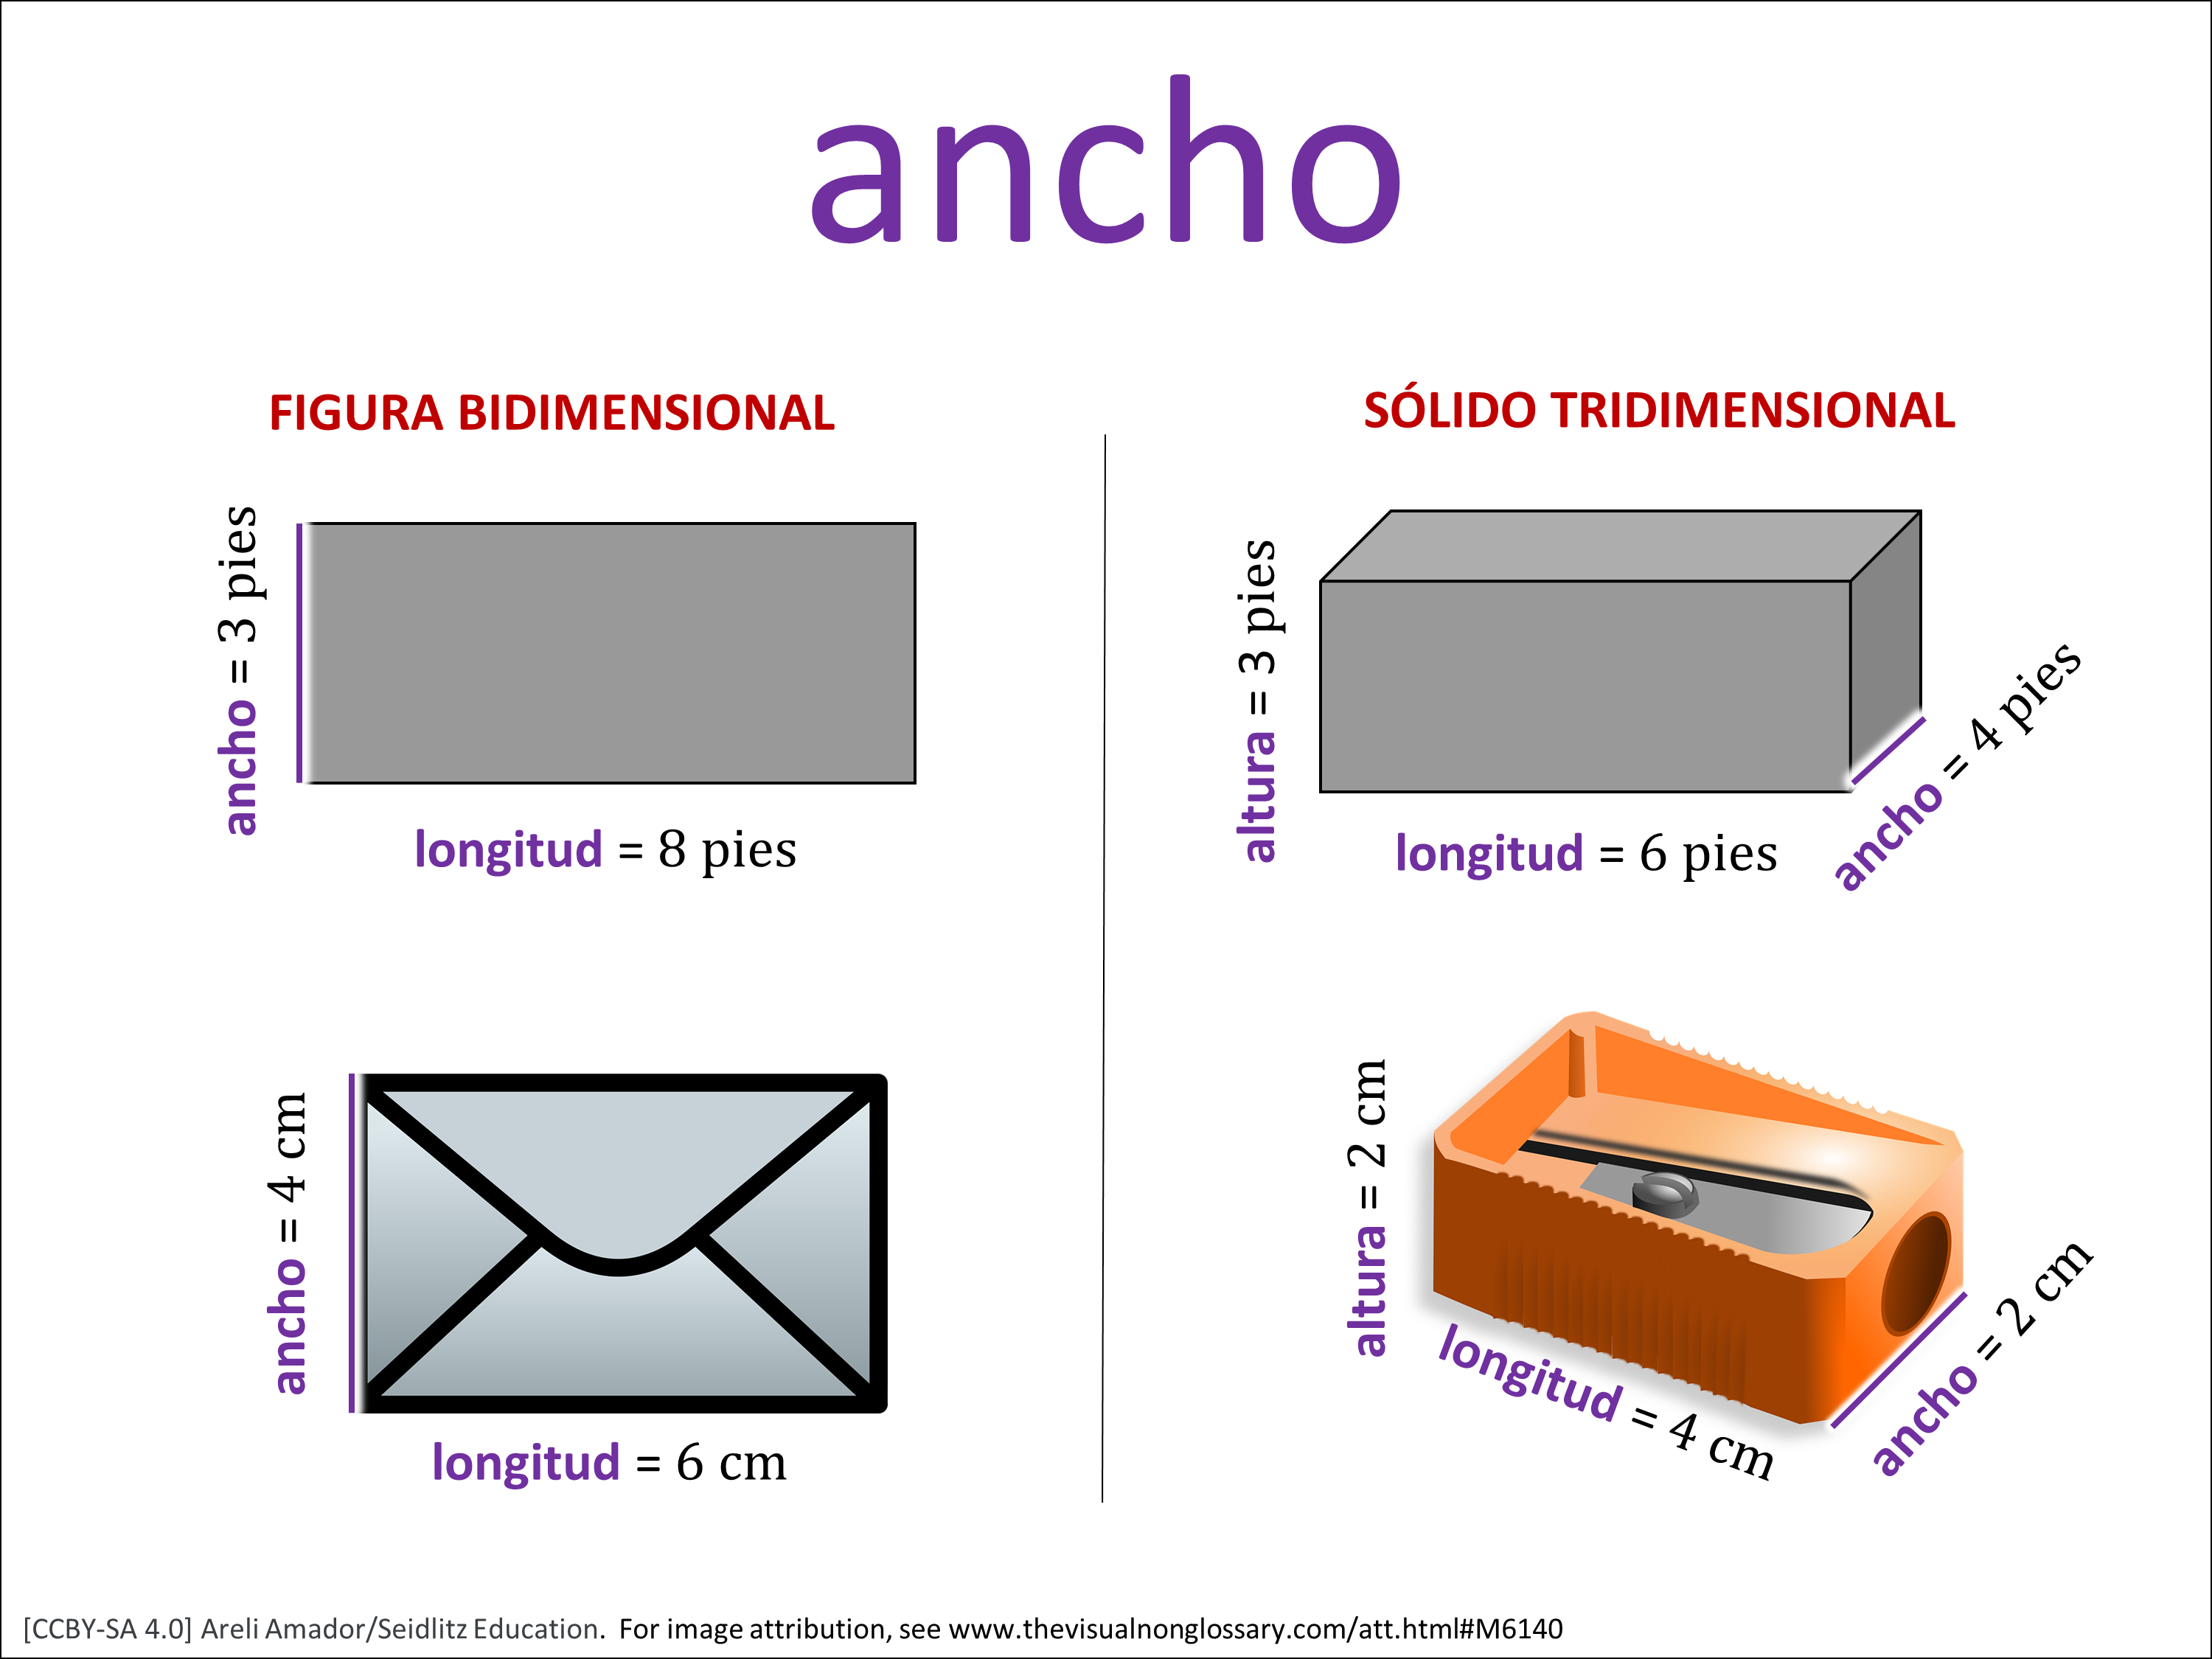 ancho
FIGURA BIDIMENSIONAL
ancho = 3 pies
longitud = 8 pies
ancho = 4 cm
longitud = 6 cm
SÓLIDO TRIDIMENSIONAL
altura = 3 pies
longitud = 6 pies
ancho = 4 pies
altura = 2 cm
longitud = 4 cm
ancho = 2 cm
[CCBY-SA 4.0] Areli Amador/Seidlitz Education. For image attribution, see www.thevisualnonglossary.com/att.html#M6140